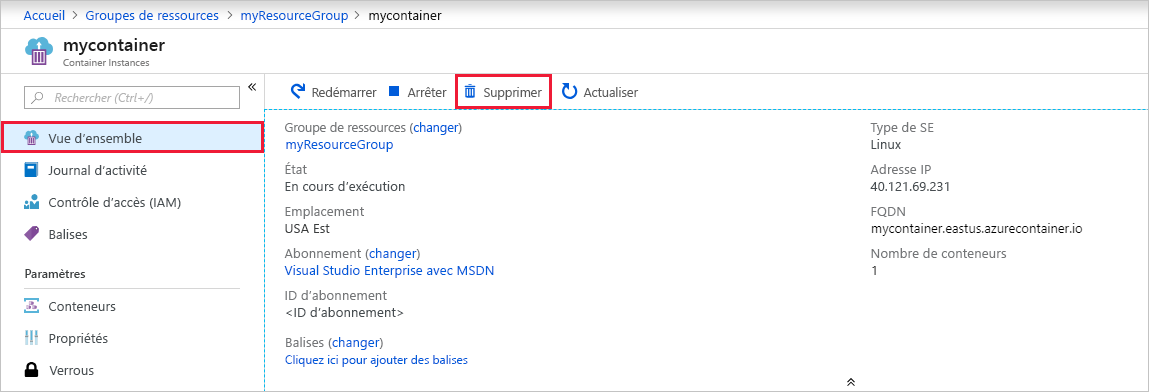 Accueil > Groupes de ressources > myResourceGroup > mycontainer
mycontainer
Container Instances
Rechercher (Ctrl+/)
Vue d'ensemble
Journal d'activité
Contrôle d'accès (IAM)
Balises
Paramètres
Conteneurs
Propriétés
Verrous
Redémarrer Arrêter Supprimer Actualiser
Groupe de ressources (changer)
myResourceGroup
État
En cours d'exécution
Emplacement
USA Est
Abonnement (changer)
Visual Studio Enterprise avec MSDN
ID d'abonnement
<ID d'abonnement>
Balises (changer)
Cliquez ici pour ajouter des balises
Type de SE
Linux
Adresse IP
40.121.69.231
FQDN
mycontainer.eastus.azurecontainer.io
Nombre de conteneurs
1